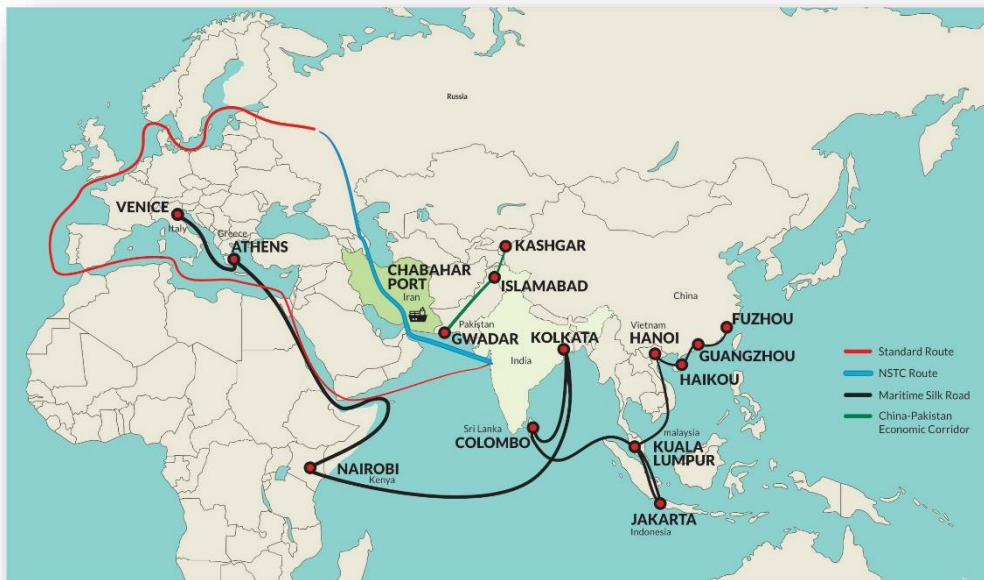 Russia
VENICE
Italy
Greece
ATHENS
CHABAHAR
PORT
Iran
KASHGAR
ISLAMABAD
Pakistan
GWADAR
KOLKATA
India
China
Vietnam
HANOI
FUZHOU
GUANGZHOU
HAIKOU
Sri Lanka
COLOMBO
malaysia
KUALA
LUMPUR
NAIROBI
Kenya
JAKARTA
Indonesia
Standard Route
NSTC Route
Maritime Silk Road
China-Pakistan
Economic Corridor